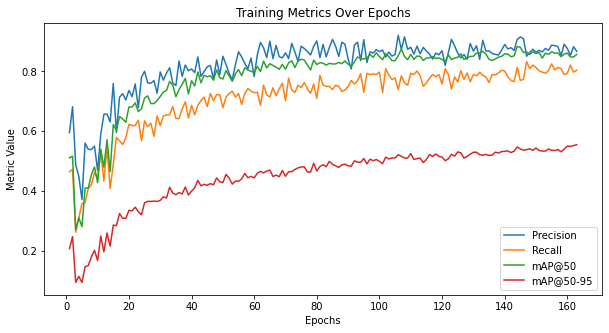 Training Metrics Over Epochs
Metric Value
0.8
0.6
0.4
0.2
0 20 40 60 80 100 120 140 160
Epochs
Precision
Recall
mAP@50
mAP@50-95